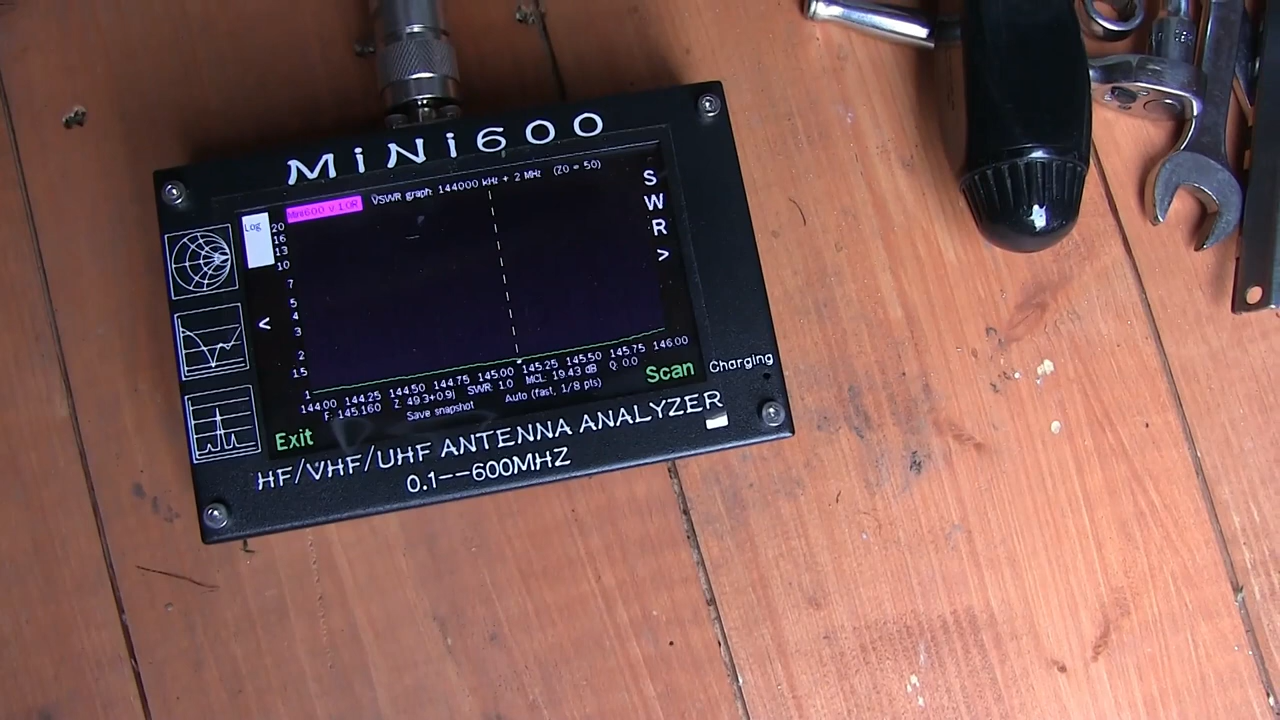 MiNi600
Mini600 v 1.0R
VSWR graph: 144000 kHz + 2 MHz (Z0 = 50)
Log
20
16
13
10
7
5
4
3
2
1.5
1
S
W
R
>
<
144.00 144.25 144.50 144.75 145.00 145.25 145.50 145.75 146.00
F: 145.160 Z: 49.3+0.9j SWR: 1.0 MCL: 19.43 dB Q: 0.0
Save snapshot Auto (fast, 1/8 pts)
Exit
Scan
Charging
HF/VHF/UHF ANTENNA ANALYZER
0.1--600MHZ